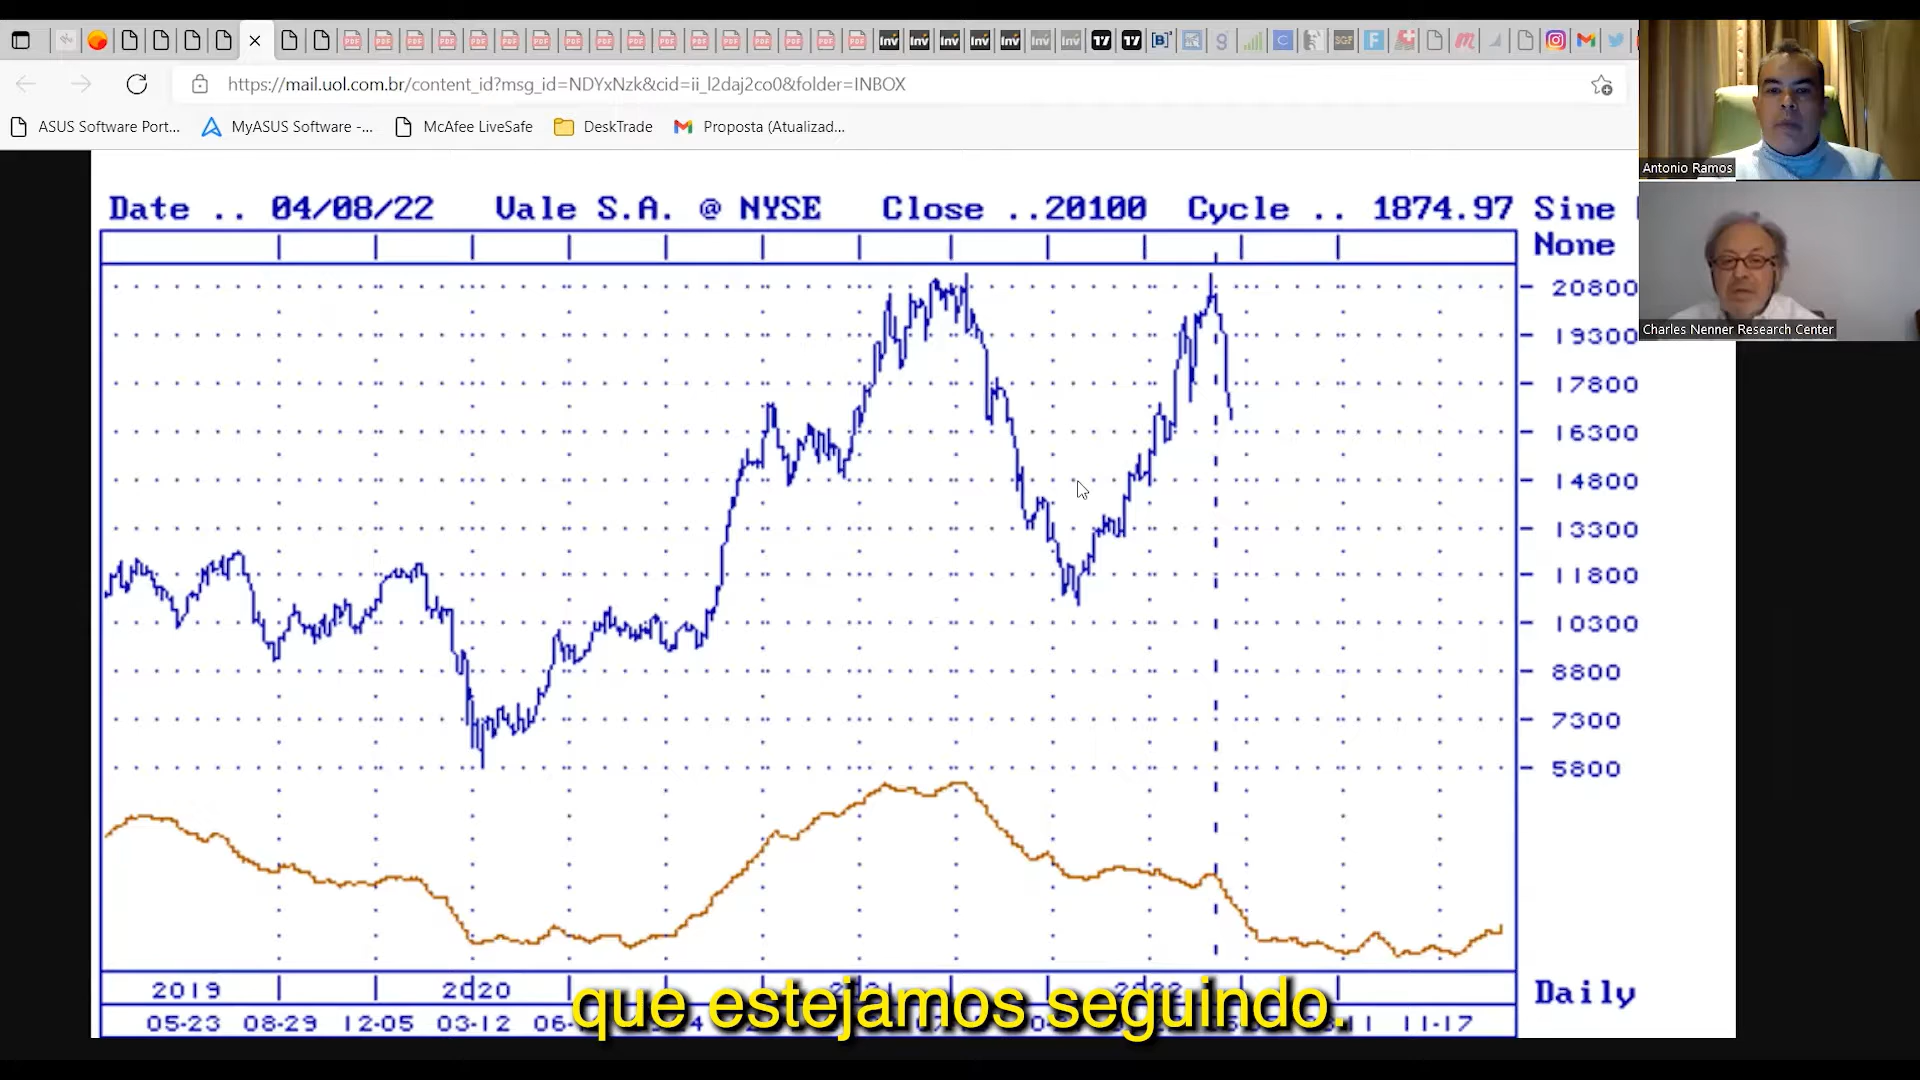 https://mail.uol.com.br/content_id?msg_id=NDYxNzk&cid=ii_l2daj2co0&folder=INBOX
ASUS Software Port... MyASUS Software -... McAfee LiveSafe DeskTrade Proposta (Atualizad...
Antonio Ramos
Charles Nenner Research Center
Date .. 04/08/22 Vale S.A. @ NYSE Close ..20100 Cycle .. 1874.97 Sine
None
20800
19300
17800
16300
14800
13300
11800
10300
8800
7300
5800
2019 2020 Daily
05-23 08-29 12-05 03-12 11-17
que estejamos seguindo.